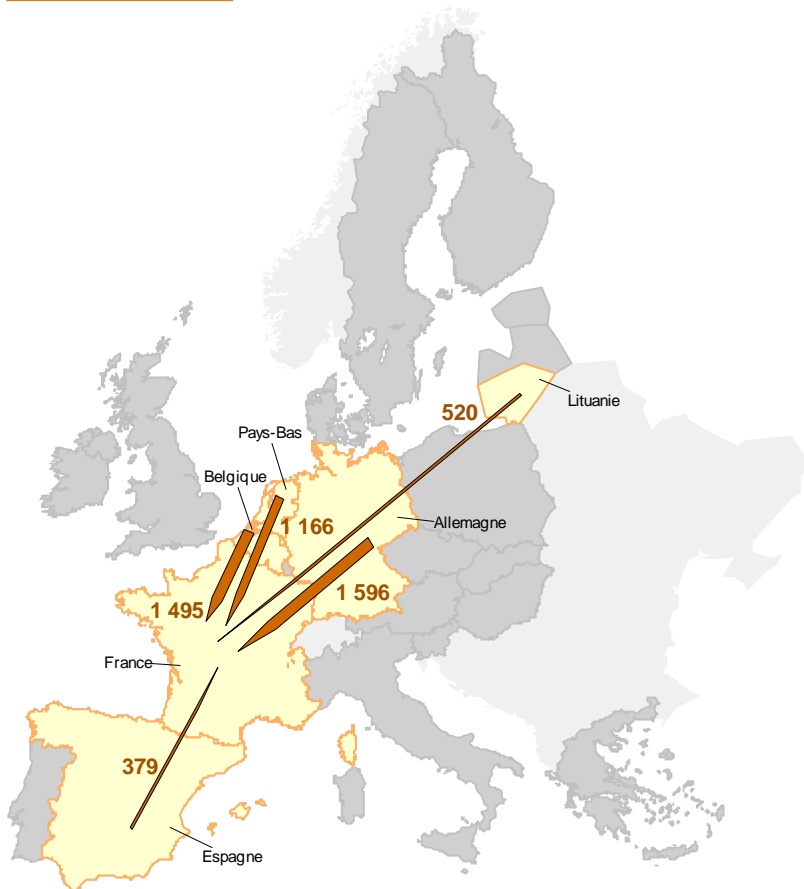 Lituanie
520
Pays-Bas
Belgique
1 166
Allemagne
1 596
1 495
France
379
Espagne